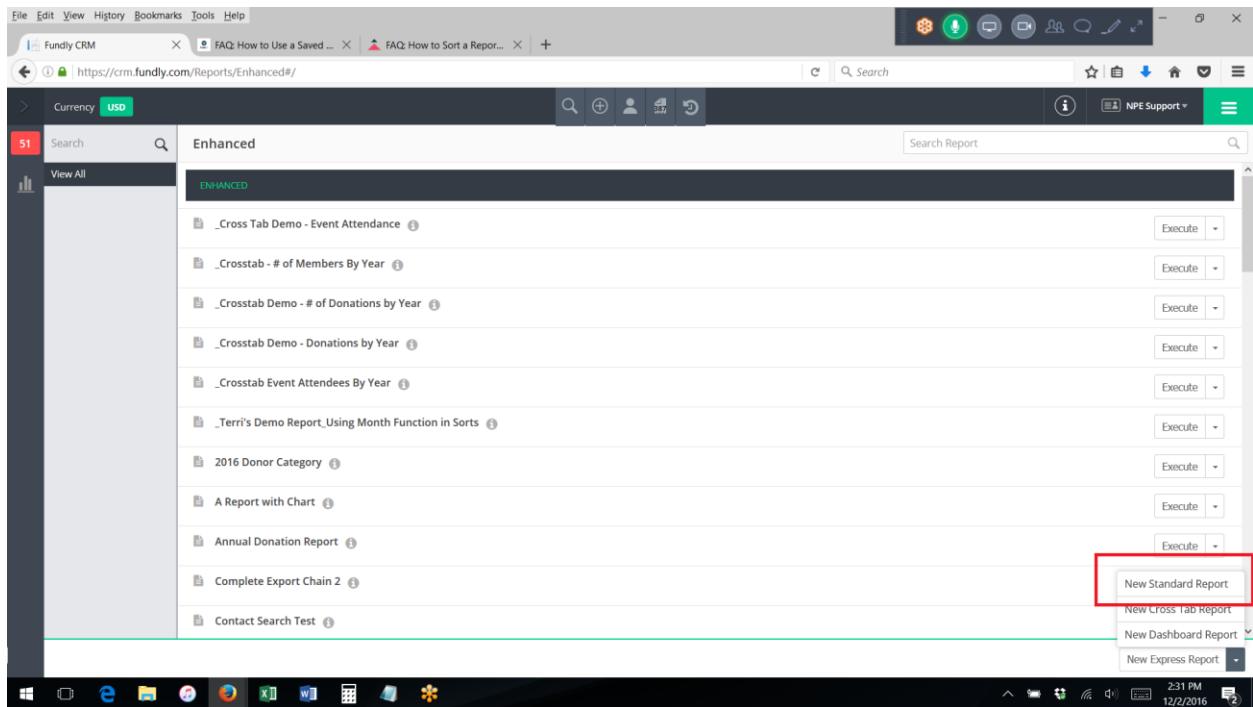 File Edit View History Bookmarks Tools Help
Fundly CRM
FAQ: How to Use a Saved ...
FAQ: How to Sort a Repor...
https://crm.fundly.com/Reports/Enhanced#/
Search
Currency USD
387
NPE Support
51
Search
Enhanced
Search Report
View All
ENHANCED
_Cross Tab Demo - Event Attendance
Execute
_Crosstab - # of Members By Year
Execute
_Crosstab Demo - # of Donations by Year
Execute
_Crosstab Demo - Donations by Year
Execute
_Crosstab Event Attendees By Year
Execute
_Terri's Demo Report_Using Month Function in Sorts
Execute
2016 Donor Category
Execute
A Report with Chart
Execute
Annual Donation Report
Execute
Complete Export Chain 2
New Standard Report
New Cross Tab Report
Contact Search Test
New Dashboard Report
New Express Report
2:31 PM
12/2/2016
2